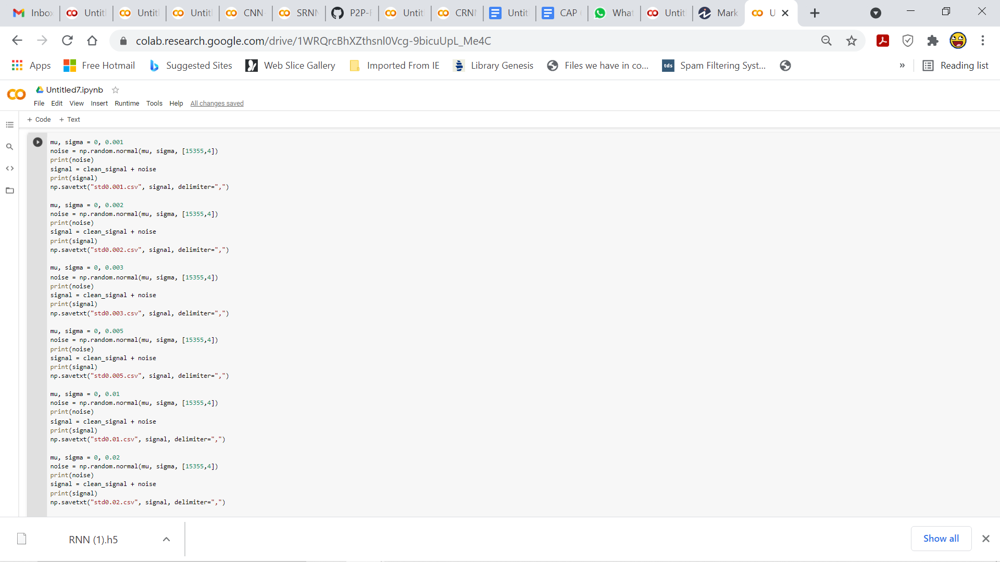 Inbox Untitl Untitl Untitl CNN- SRNN P2P-F Untitl CRNN Untit CAP What Untit Mark U
colab.research.google.com/drive/1WRQrcBhXZthsnl0Vcg-9bicuUpL_Me4C
Apps Free Hotmail Suggested Sites Web Slice Gallery Imported From IE Library Genesis Files we have in co... tds Spam Filtering Syst... » Reading list
Untitled7.ipynb
File Edit View Insert Runtime Tools Help All changes saved
+ Code + Text
mu, sigma = 0, 0.001
noise = np.random.normal(mu, sigma, [15355,4])
print(noise)
signal = clean_signal + noise
print(signal)
np.savetxt("std0.001.csv", signal, delimiter=",")
mu, sigma = 0, 0.002
noise = np.random.normal(mu, sigma, [15355,4])
print(noise)
signal = clean_signal + noise
print(signal)
np.savetxt("std0.002.csv", signal, delimiter=",")
mu, sigma = 0, 0.003
noise = np.random.normal(mu, sigma, [15355,4])
print(noise)
signal = clean_signal + noise
print(signal)
np.savetxt("std0.003.csv", signal, delimiter=",")
mu, sigma = 0, 0.005
noise = np.random.normal(mu, sigma, [15355,4])
print(noise)
signal = clean_signal + noise
print(signal)
np.savetxt("std0.005.csv", signal, delimiter=",")
mu, sigma = 0, 0.01
noise = np.random.normal(mu, sigma, [15355,4])
print(noise)
signal = clean_signal + noise
print(signal)
np.savetxt("std0.01.csv", signal, delimiter=",")
mu, sigma = 0, 0.02
noise = np.random.normal(mu, sigma, [15355,4])
print(noise)
signal = clean_signal + noise
print(signal)
np.savetxt("std0.02.csv", signal, delimiter=",")
RNN (1).h5 Show all